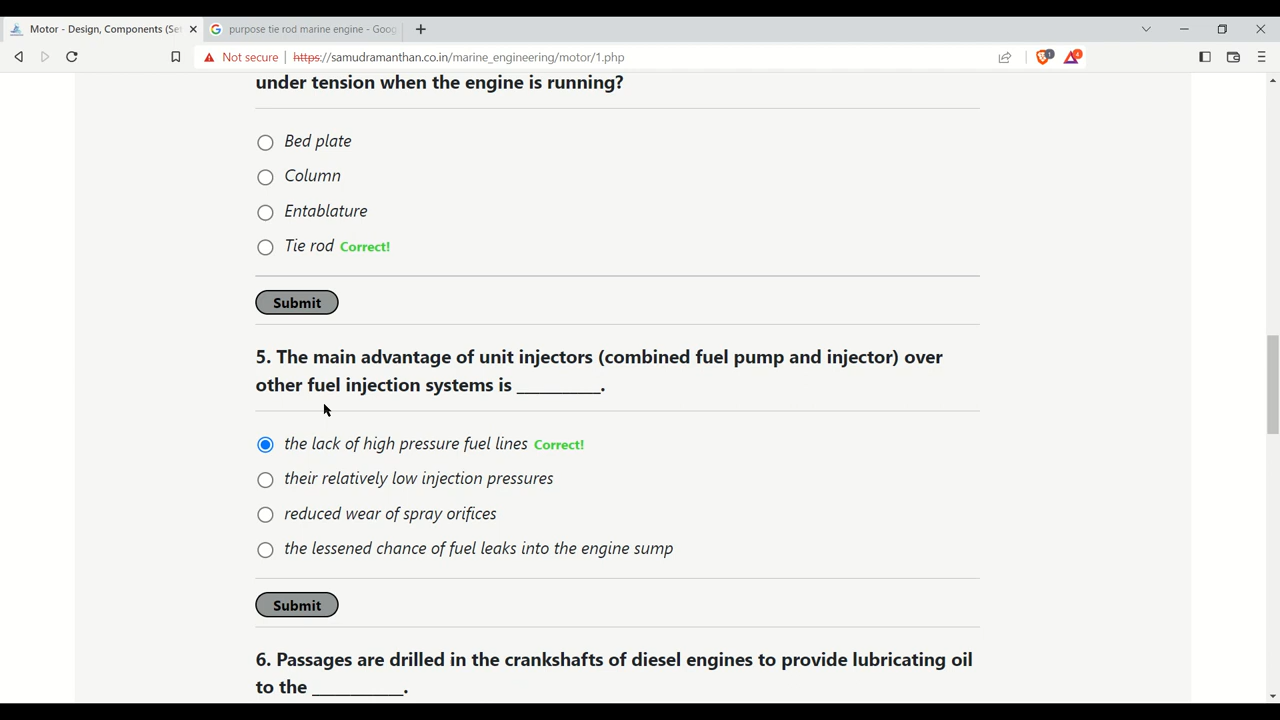 Motor - Design, Components (Se
purpose tie rod marine engine - Goog
Not secure
https://samudramanthan.co.in/marine_engineering/motor/1.php
1
4
under tension when the engine is running?
Bed plate
Column
Entablature
Tie rod Correct!
Submit
5. The main advantage of unit injectors (combined fuel pump and injector) over
other fuel injection systems is __________.
the lack of high pressure fuel lines Correct!
their relatively low injection pressures
reduced wear of spray orifices
the lessened chance of fuel leaks into the engine sump
Submit
6. Passages are drilled in the crankshafts of diesel engines to provide lubricating oil
to the ___________.